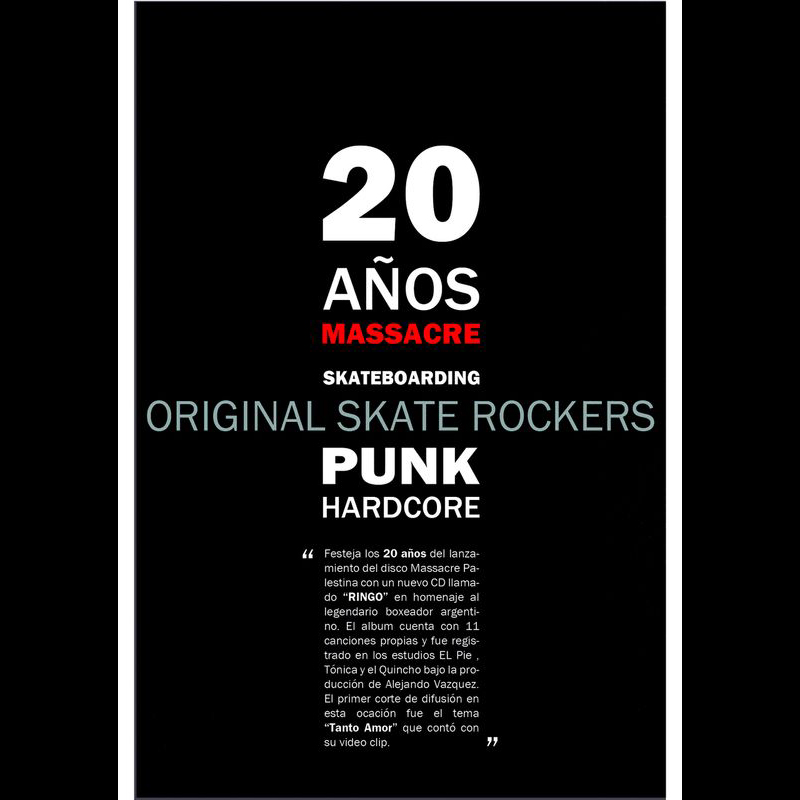 20
AÑOS
MASSACRE
SKATEBOARDING
ORIGINAL SKATE ROCKERS
PUNK
HARDCORE
“ Festeja los 20 años del lanza-
miento del disco Massacre Pa-
lestina con un nuevo CD llama-
do “RINGO” en homenaje al
legendario boxeador argenti-
no. El album cuenta con 11
canciones propias y fue regis-
trado en los estudios EL Pie ,
Tónica y el Quincho bajo la pro-
ducción de Alejando Vazquez.
El primer corte de difusión en
esta ocación fue el tema
“Tanto Amor” que contó con
su video clip. ”